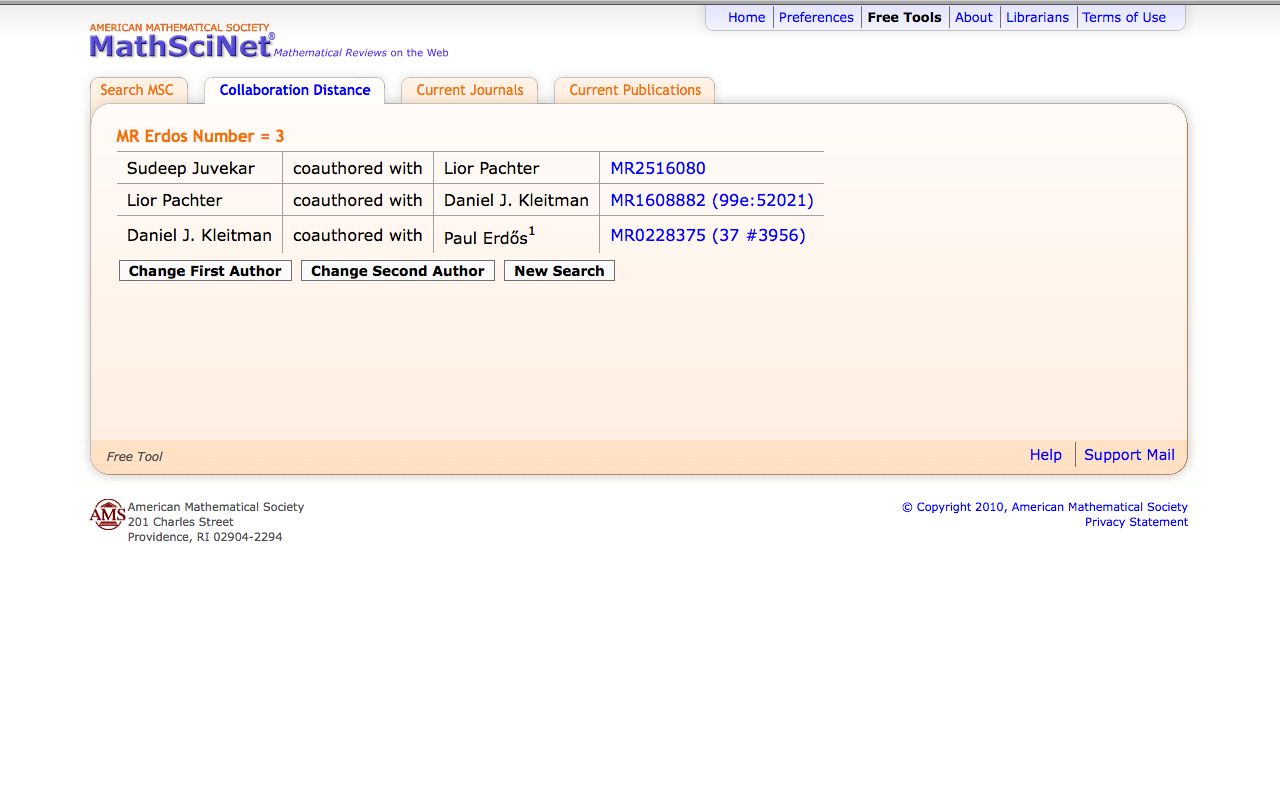 Home Preferences Free Tools About Librarians Terms of Use
AMERICAN MATHEMATICAL SOCIETY
MathSciNet® Mathematical Reviews on the Web
Search MSC Collaboration Distance Current Journals Current Publications
MR Erdos Number = 3
Sudeep Juvekar coauthored with Lior Pachter MR2516080
Lior Pachter coauthored with Daniel J. Kleitman MR1608882 (99e:52021)
Daniel J. Kleitman coauthored with Paul Erdős¹ MR0228375 (37 #3956)
Change First Author Change Second Author New Search
Free Tool Help Support Mail
AMS
American Mathematical Society © Copyright 2010, American Mathematical Society
201 Charles Street Privacy Statement
Providence, RI 02904-2294